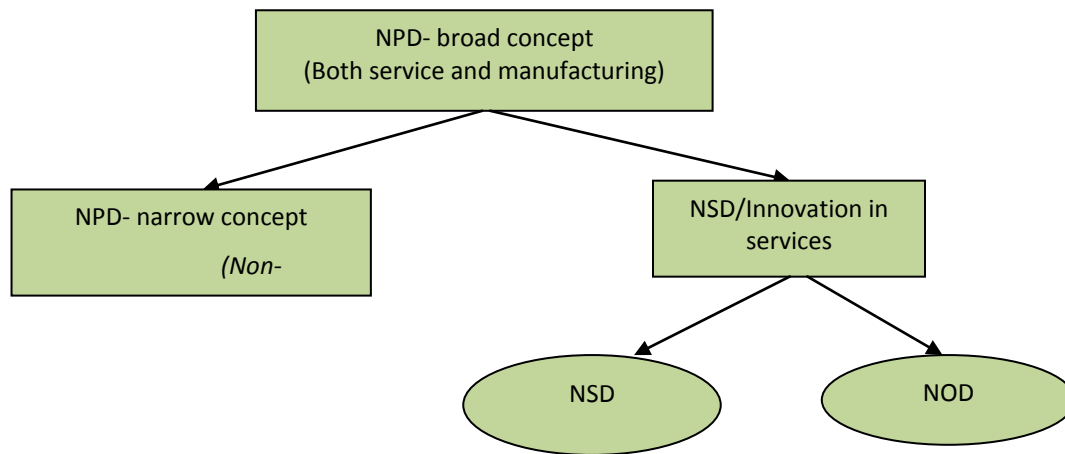 NPD- broad concept
(Both service and manufacturing)
NPD- narrow concept
(Non-
NSD/Innovation in
services
NSD
NOD